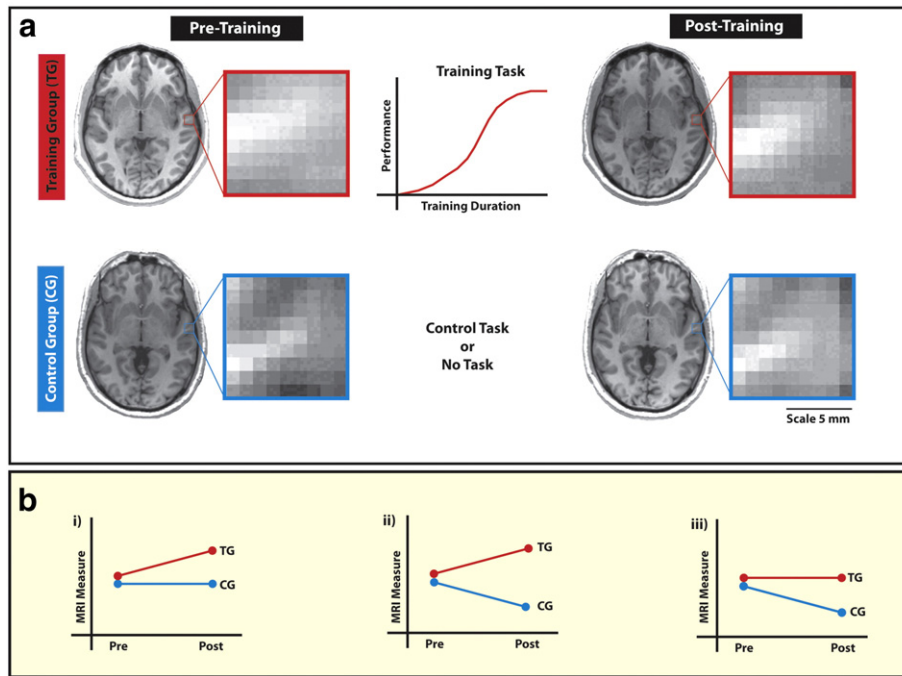 a
Pre-Training
Post-Training
Training Group (TG)
Training Task
Performance
Training Duration
Control Group (CG)
Control Task
or
No Task
Scale 5 mm
b
i)
MRI Measure
TG
CG
Pre
Post
ii)
MRI Measure
TG
CG
Pre
Post
iii)
MRI Measure
TG
CG
Pre
Post